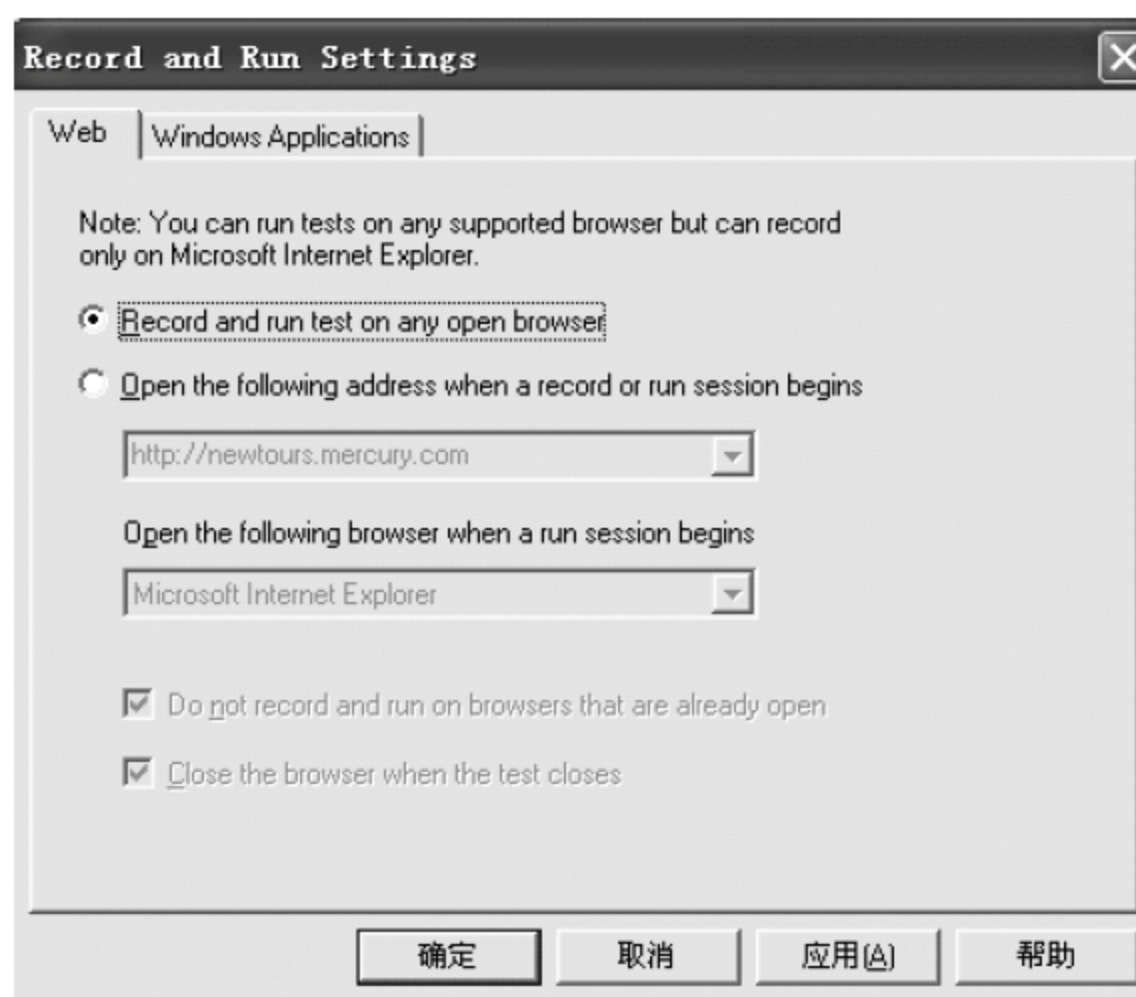 Record and Run Settings
Web
Windows Applications
Note: You can run tests on any supported browser but can record
only on Microsoft Internet Explorer.
Record and run test on any open browser
Open the following address when a record or run session begins
http://newtours.mercury.com
Open the following browser when a run session begins
Microsoft Internet Explorer
Do not record and run on browsers that are already open
Close the browser when the test closes
确定
取消
应用(A)
帮助